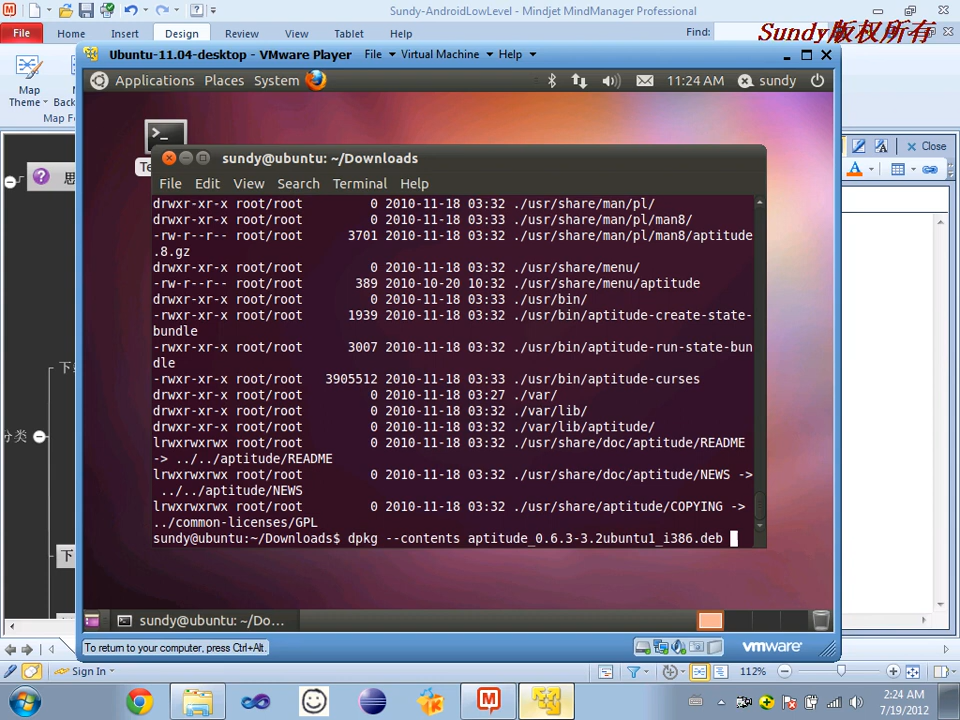 Sundy-AndroidLowLevel - Mindjet MindManager Professional
File Home Insert Design Review View Tablet Help Find:
Sundy版权所有
Map
Theme
Back
Map F
Ubuntu-11.04-desktop - VMware Player File Virtual Machine Help
Applications Places System 11:24 AM sundy
Close
Te
sundy@ubuntu: ~/Downloads
File Edit View Search Terminal Help
drwxr-xr-x root/root 0 2010-11-18 03:32 ./usr/share/man/pl/
drwxr-xr-x root/root 0 2010-11-18 03:33 ./usr/share/man/pl/man8/
-rw-r--r-- root/root 3701 2010-11-18 03:32 ./usr/share/man/pl/man8/aptitude
.8.gz
drwxr-xr-x root/root 0 2010-11-18 03:32 ./usr/share/menu/
-rw-r--r-- root/root 389 2010-10-20 10:32 ./usr/share/menu/aptitude
drwxr-xr-x root/root 0 2010-11-18 03:33 ./usr/bin/
-rwxr-xr-x root/root 1939 2010-11-18 03:32 ./usr/bin/aptitude-create-state-
bundle
-rwxr-xr-x root/root 3007 2010-11-18 03:32 ./usr/bin/aptitude-run-state-bun
dle
-rwxr-xr-x root/root 3905512 2010-11-18 03:33 ./usr/bin/aptitude-curses
drwxr-xr-x root/root 0 2010-11-18 03:27 ./var/
drwxr-xr-x root/root 0 2010-11-18 03:32 ./var/lib/
drwxr-xr-x root/root 0 2010-11-18 03:32 ./var/lib/aptitude/
lrwxrwxrwx root/root 0 2010-11-18 03:32 ./usr/share/doc/aptitude/README
-> ../../aptitude/README
lrwxrwxrwx root/root 0 2010-11-18 03:32 ./usr/share/doc/aptitude/NEWS ->
../../aptitude/NEWS
lrwxrwxrwx root/root 0 2010-11-18 03:32 ./usr/share/aptitude/COPYING ->
../common-licenses/GPL
sundy@ubuntu:~/Downloads$ dpkg --contents aptitude_0.6.3-3.2ubuntu1_i386.deb
思
下
分类
下
sundy@ubuntu: ~/Do...
To return to your computer, press Ctrl+Alt.
vmware
Sign In 112%
2:24 AM
7/19/2012